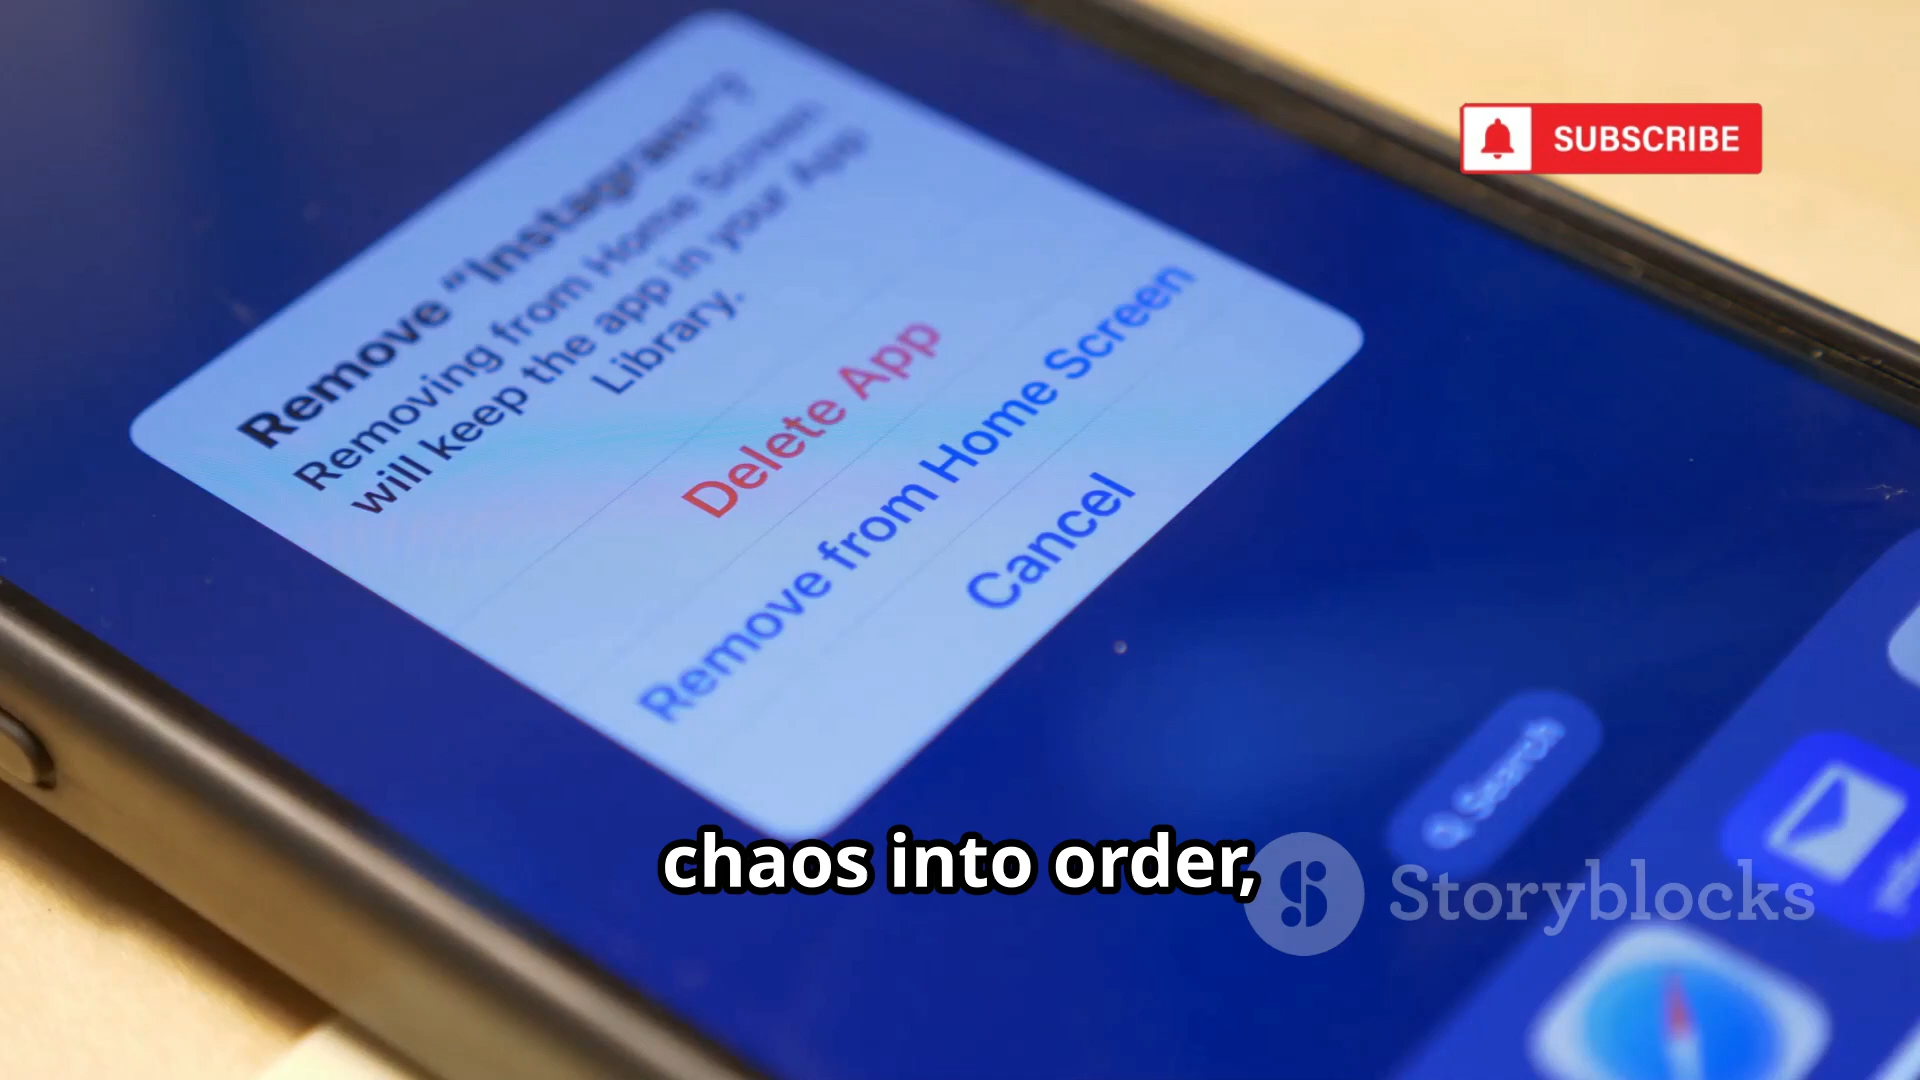 SUBSCRIBE
Remove “Instagram”?
Removing from Home Screen
will keep the app in your App
Library.
Delete App
Remove from Home Screen
Cancel
Search
chaos into order,
Storyblocks